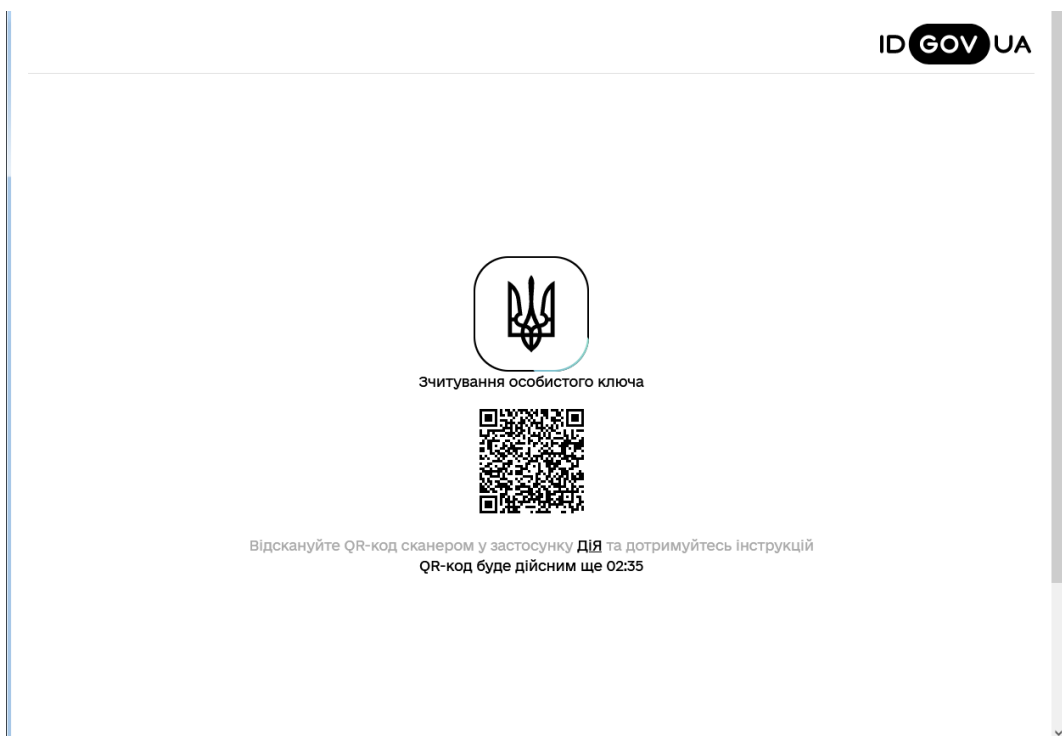 ID GOV UA
Зчитування особистого ключа
Відскануйте QR-код сканером у застосунку ДіЯ та дотримуйтесь інструкцій
QR-код буде дійсним ще 02:35